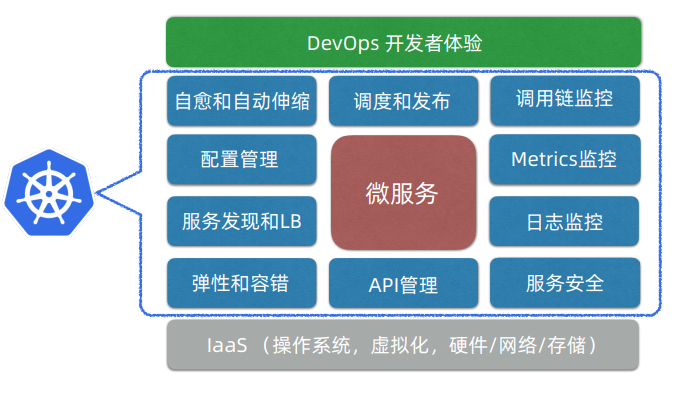 DevOps 开发者体验
自愈和自动伸缩
调度和发布
调用链监控
配置管理
微服务
Metrics监控
服务发现和LB
日志监控
弹性和容错
API管理
服务安全
IaaS （操作系统，虚拟化，硬件/网络/存储）